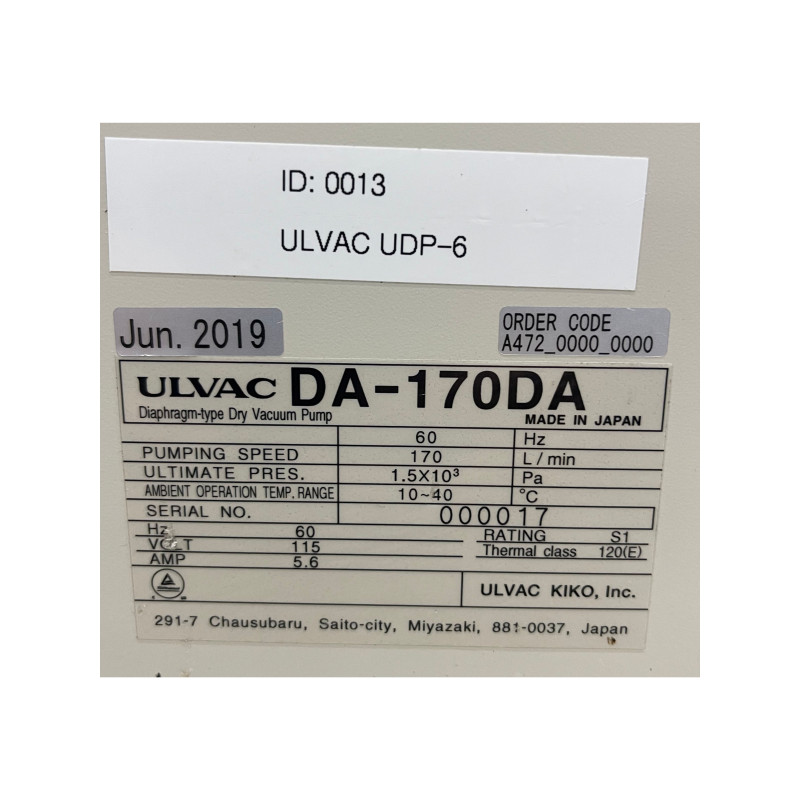 ID: 0013
ULVAC UDP-6
Jun. 2019
ORDER CODE
A472_0000_0000
ULVAC DA-170DA
Diaphragm-type Dry Vacuum Pump MADE IN JAPAN
60 Hz
PUMPING SPEED 170 L/min
ULTIMATE PRES. 1.5X10³ Pa
AMBIENT OPERATION TEMP. RANGE 10~40 °C
SERIAL NO. 000017
Hz 60 RATING S1
VOLT 115 Thermal class 120(E)
AMP 5.6
ULVAC KIKO, Inc.
291-7 Chausubaru, Saito-city, Miyazaki, 881-0037, Japan